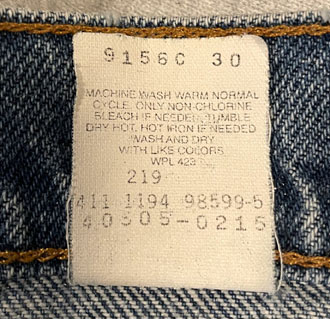 9156C 30
MACHINE WASH WARM NORMAL
CYCLE, ONLY NON-CHLORINE
BLEACH IF NEEDED, TUMBLE
DRY HOT, HOT IRON IF NEEDED
WASH AND DRY
WITH LIKE COLORS
WPL 423
219
411 1194 98599-5
40505-0215